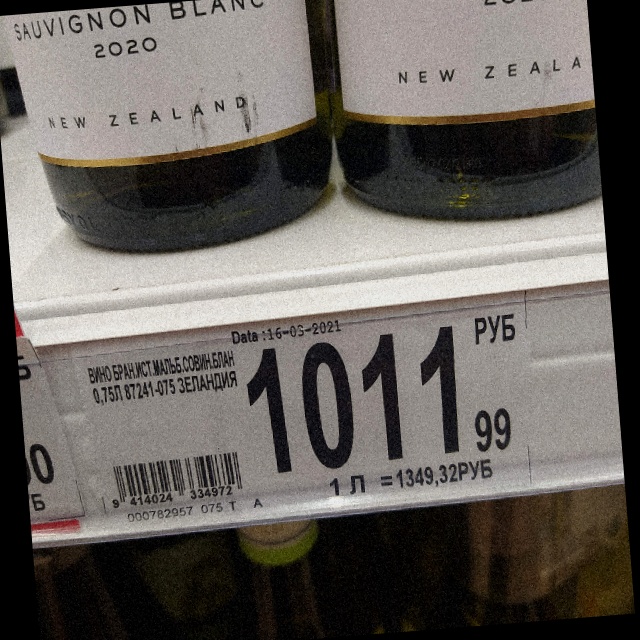 SAUVIGNON BLANC
2020
NEW ZEALAND
NEW ZEALA
Data :16-03-2021
ВИНО БРАН.ИСТ.МАЛЬБ.СОВИН.БЛАН
0,75Л 87241-075 ЗЕЛАНДИЯ
1011 99 РУБ
1 Л =1349,32РУБ
9 414024 334972
000782957 075 T A